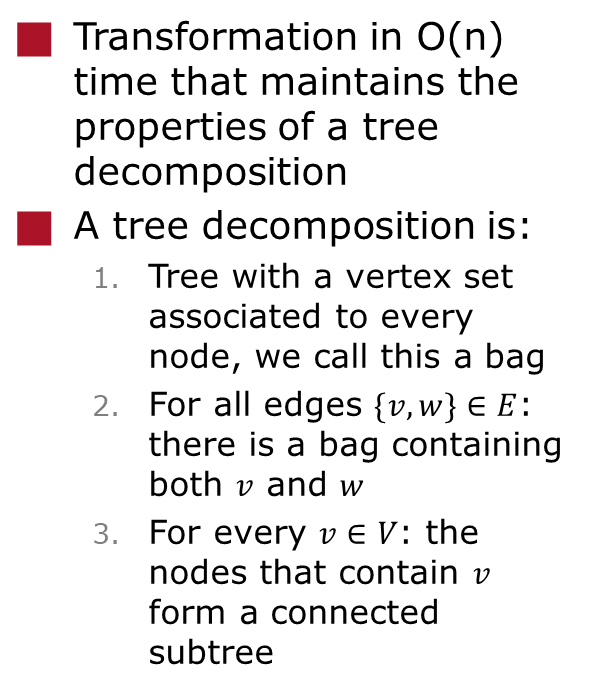 Transformation in O(n)
time that maintains the
properties of a tree
decomposition
A tree decomposition is:
1. Tree with a vertex set
associated to every
node, we call this a bag
2. For all edges {v,w} ∈ E:
there is a bag containing
both v and w
3. For every v ∈ V: the
nodes that contain v
form a connected
subtree